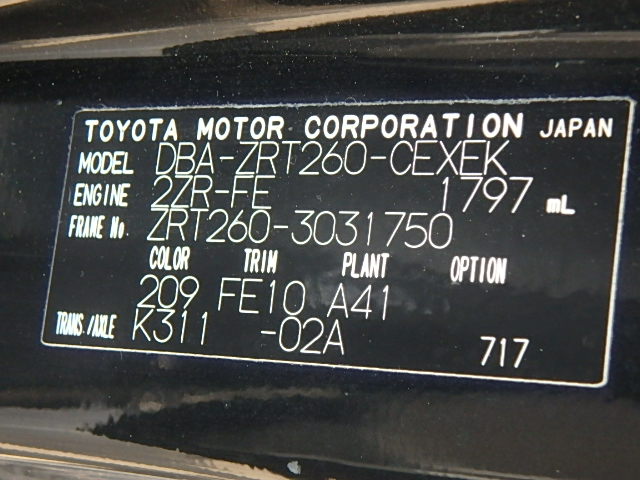 TOYOTA MOTOR CORPORATION JAPAN
MODEL DBA-ZRT260-CEXEK
ENGINE 2ZR-FE 1797 mL
FRAME No. ZRT260-3031750
COLOR TRIM PLANT OPTION
209 FE10 A41
TRANS./AXLE K311 -02A
717